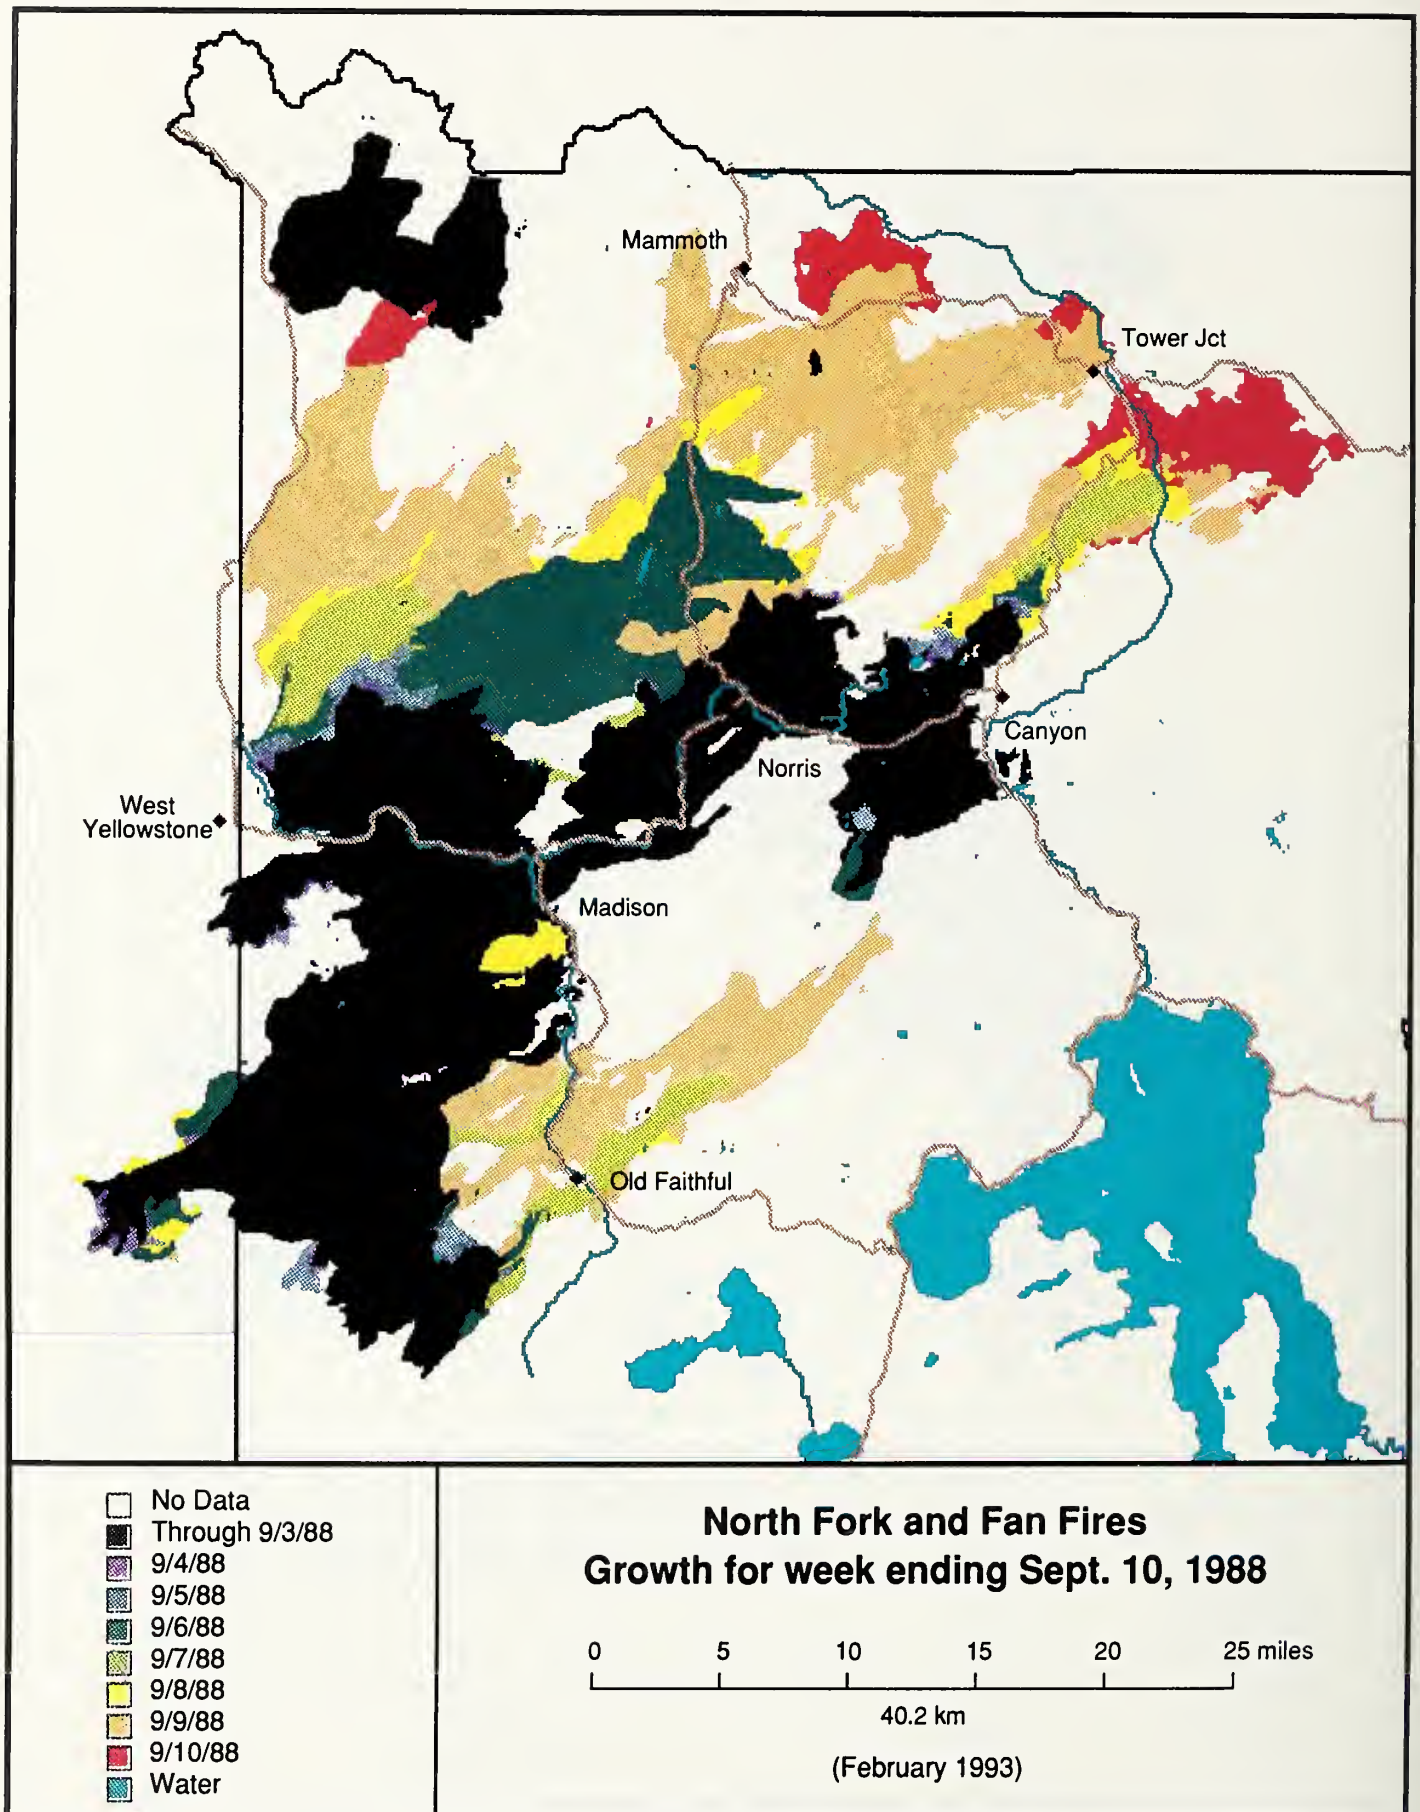 Mammoth
Tower Jct
Canyon
Norris
West
Yellowstone
Madison
Old Faithful
No Data
Through 9/3/88
9/4/88
9/5/88
9/6/88
9/7/88
9/8/88
9/9/88
9/10/88
Water
North Fork and Fan Fires
Growth for week ending Sept. 10, 1988
0 5 10 15 20 25 miles
40.2 km
(February 1993)